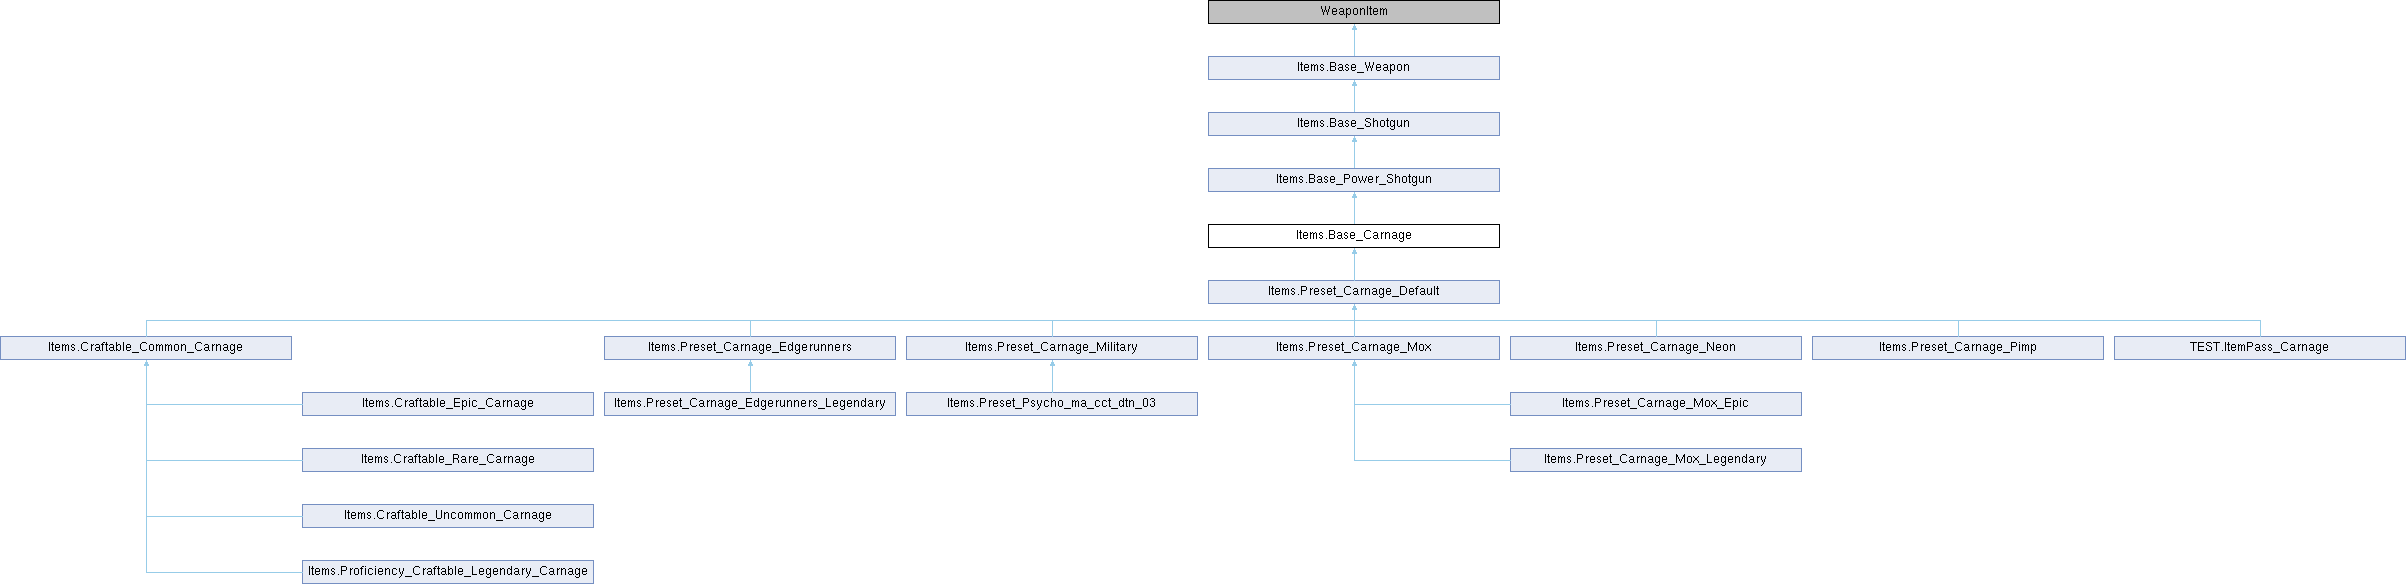 WeaponItem
Items.Base_Weapon
Items.Base_Shotgun
Items.Base_Power_Shotgun
Items.Base_Carnage
Items.Preset_Carnage_Default
Items.Craftable_Common_Carnage
Items.Preset_Carnage_Edgerunners
Items.Preset_Carnage_Military
Items.Preset_Carnage_Mox
Items.Preset_Carnage_Neon
Items.Preset_Carnage_Pimp
TEST.ItemPass_Carnage
Items.Craftable_Epic_Carnage
Items.Preset_Carnage_Edgerunners_Legendary
Items.Preset_Psycho_ma_cct_dtn_03
Items.Preset_Carnage_Mox_Epic
Items.Craftable_Rare_Carnage
Items.Preset_Carnage_Mox_Legendary
Items.Craftable_Uncommon_Carnage
Items.Proficiency_Craftable_Legendary_Carnage